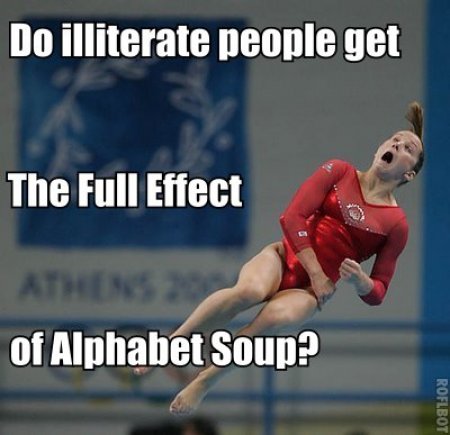 Do illiterate people get
The Full Effect
ATHENS 200
of Alphabet Soup?
ROFLBOT